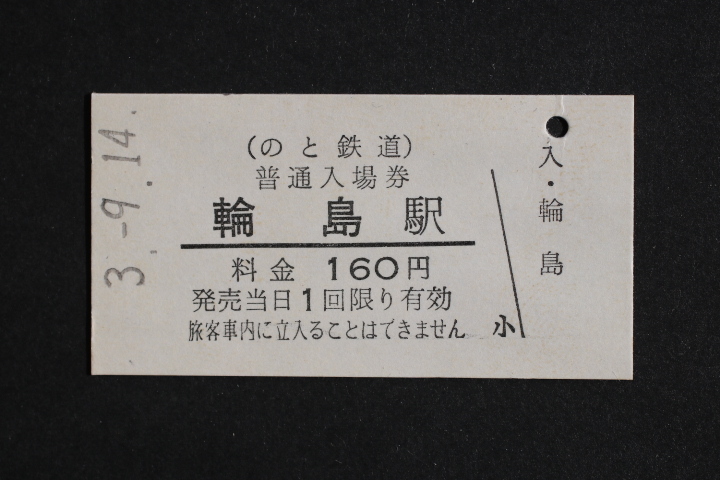 3.-9.14.
(のと鉄道)
普通入場券
輪島駅
料金 160円
発売当日1回限り有効
旅客車内に立入ることはできません
小
入・輪島